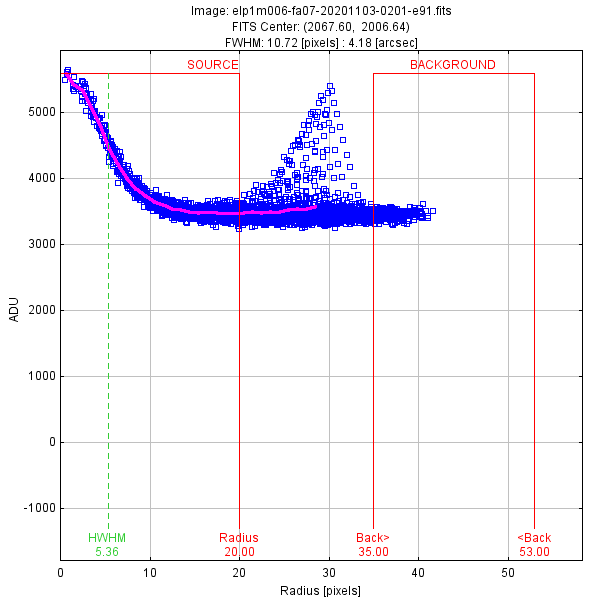 Image: elp1m006-fa07-20201103-0201-e91.fits
FITS Center: (2067.60, 2006.64)
FWHM: 10.72 [pixels] : 4.18 [arcsec]
SOURCE
BACKGROUND
5000
4000
3000
2000
1000
0
-1000
ADU
HWHM
5.36
Radius
20.00
Back>
35.00
<Back
53.00
0 10 20 30 40 50
Radius [pixels]